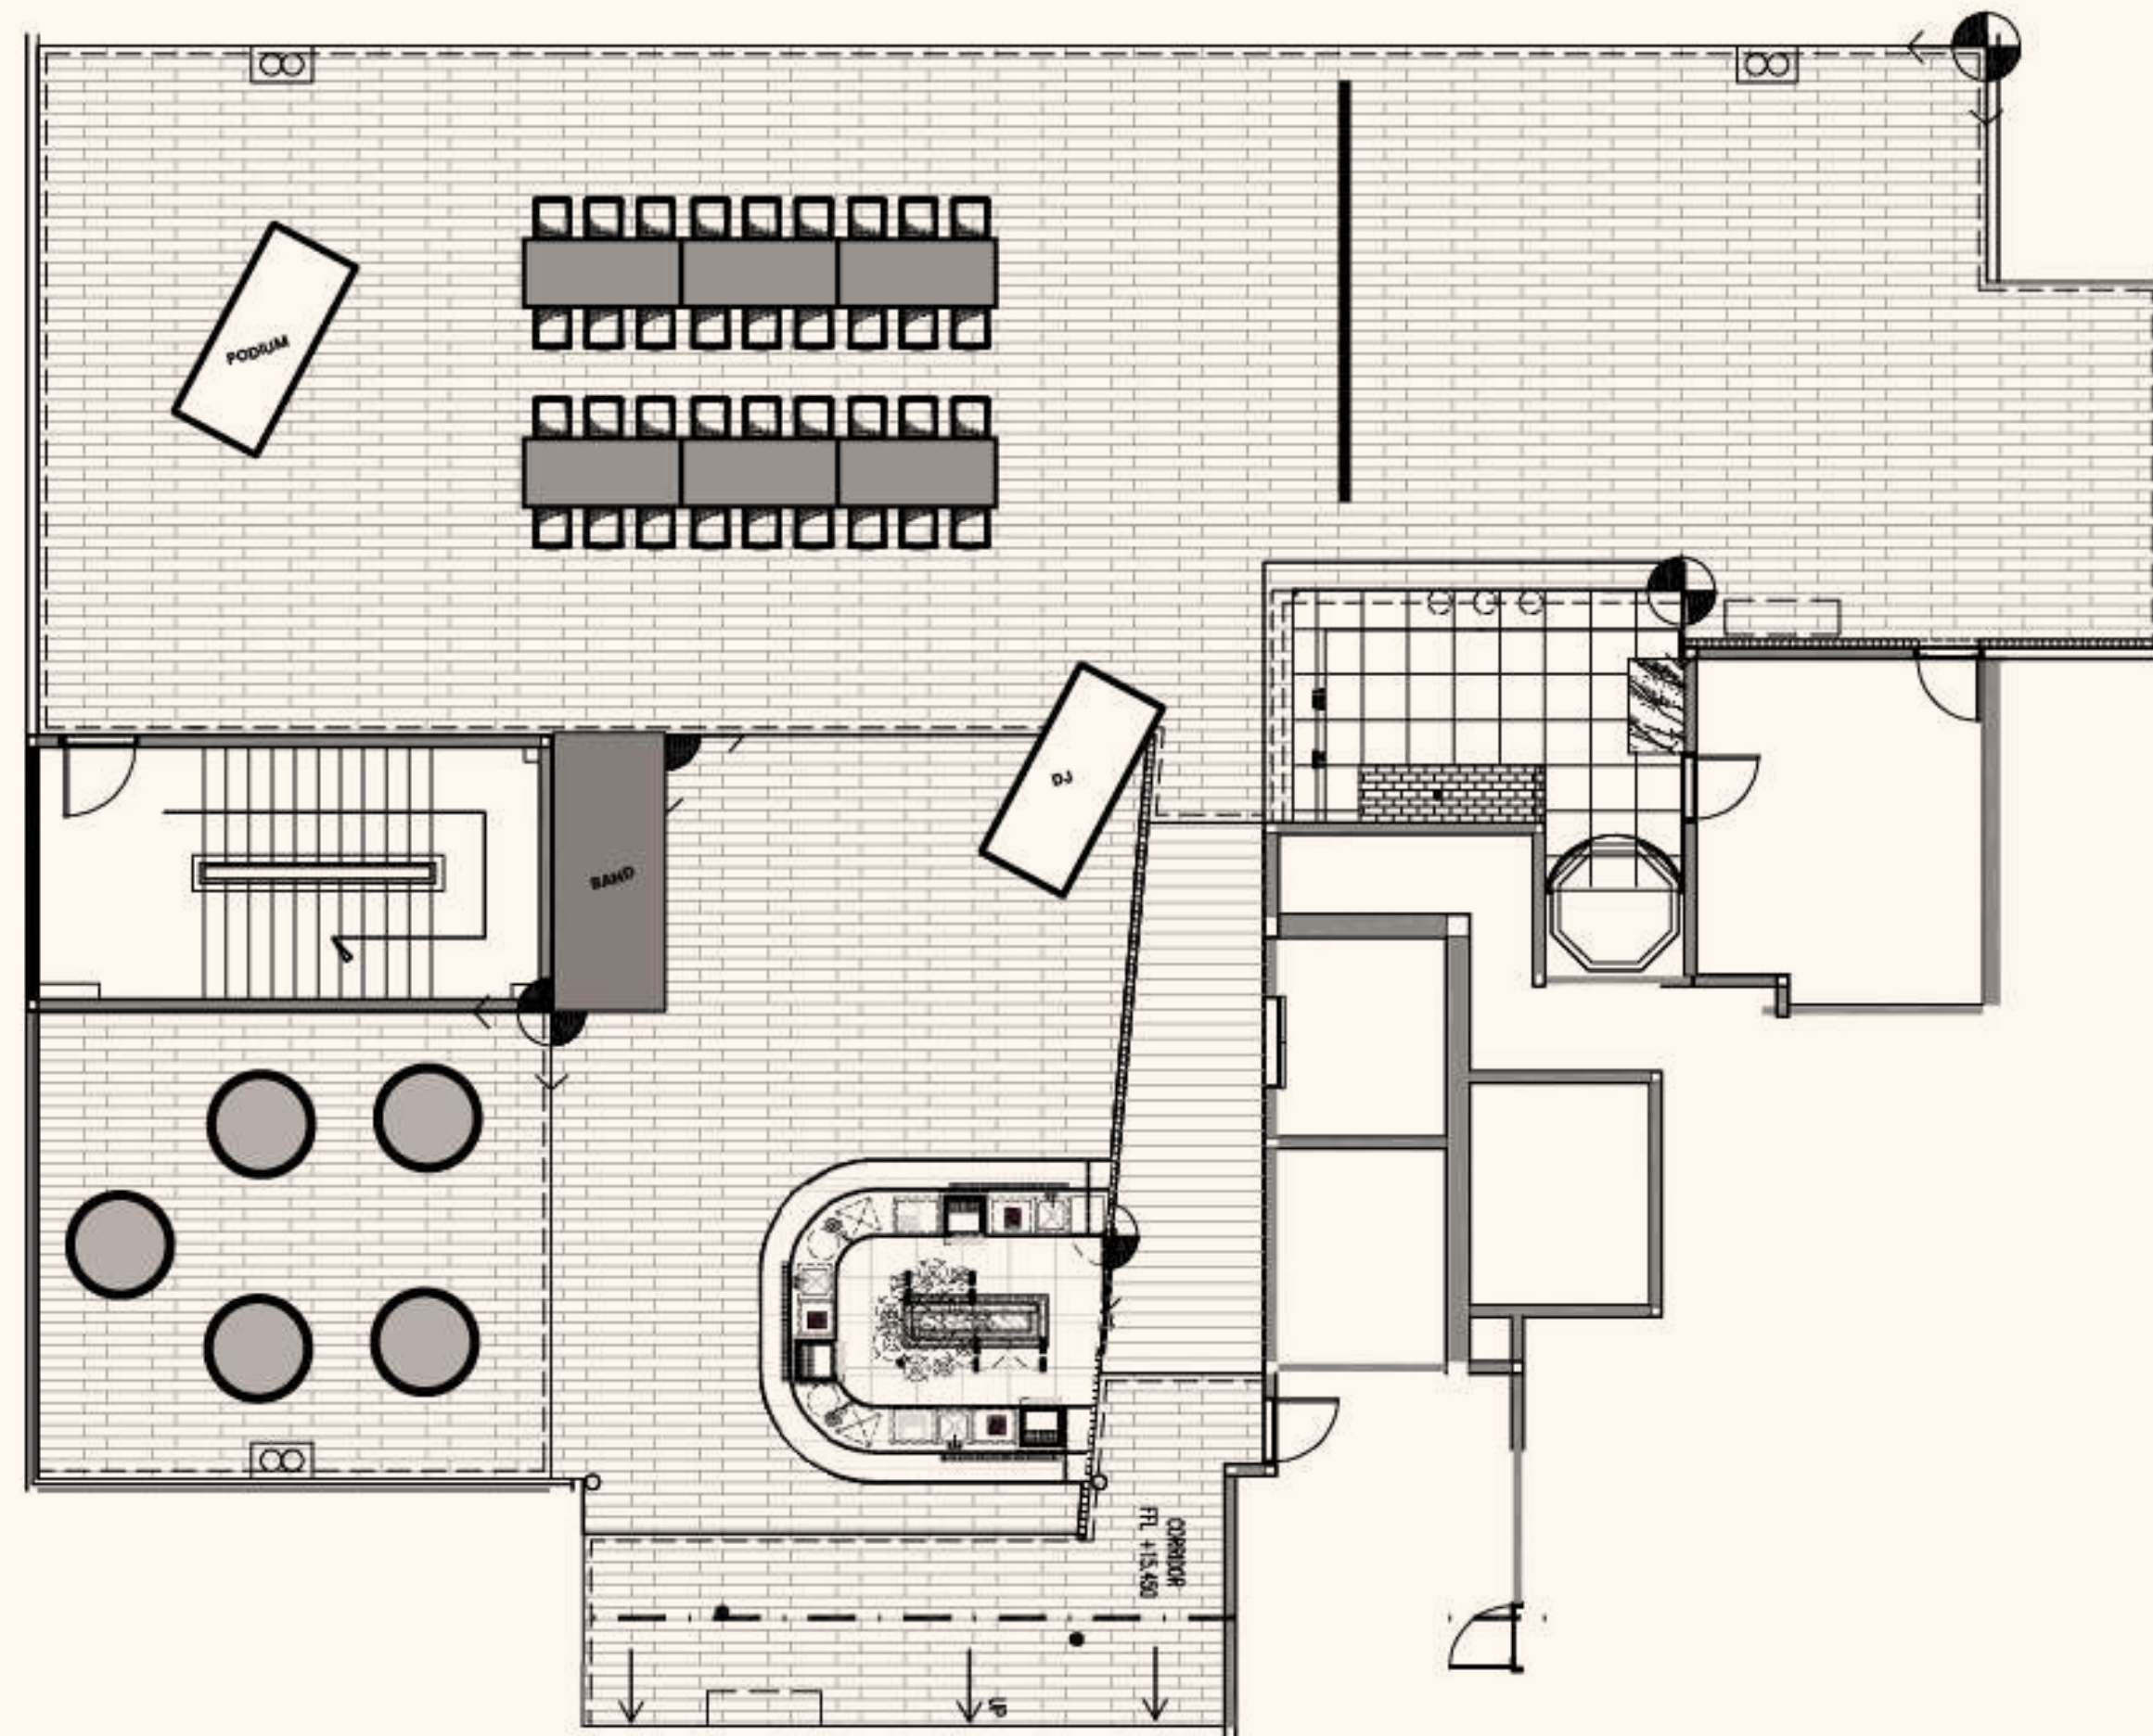 PODIUM
DJ
BAND
CORRIDOR
FFL +15.450
UP